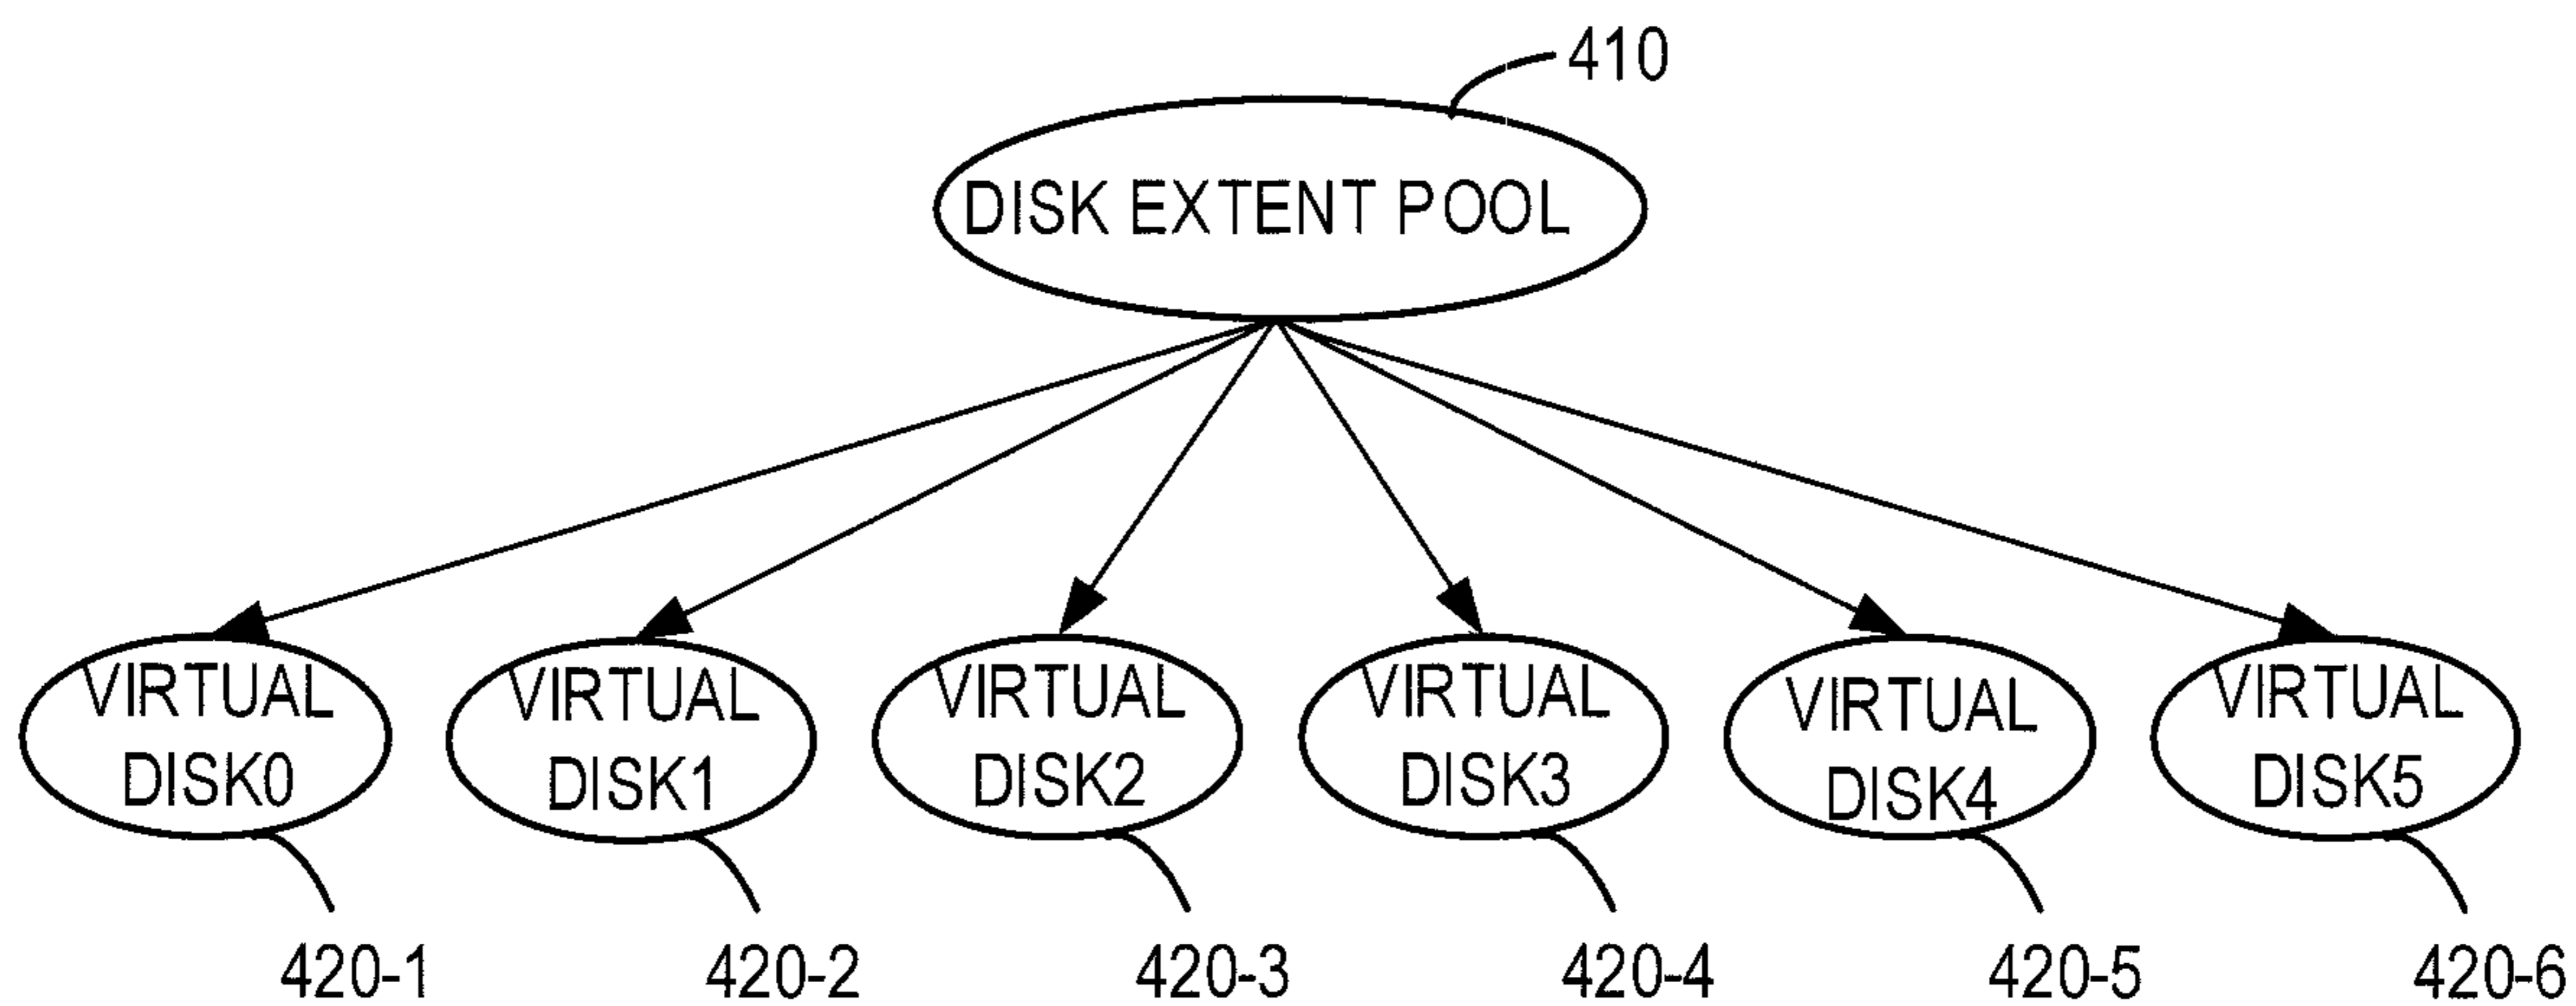 410
DISK EXTENT POOL
VIRTUAL
DISK0
VIRTUAL
DISK1
VIRTUAL
DISK2
VIRTUAL
DISK3
VIRTUAL
DISK4
VIRTUAL
DISK5
420-1
420-2
420-3
420-4
420-5
420-6